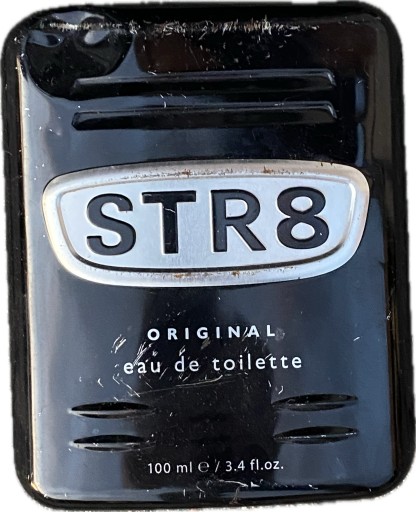 STR8
ORIGINAL
eau de toilette
100 ml ℮ / 3.4 fl.oz.